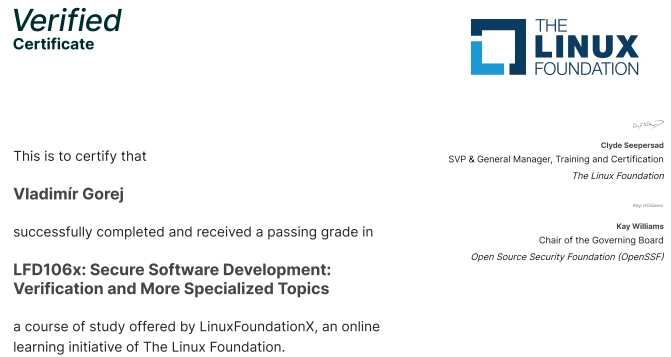 Verified
Certificate
THE
LINUX
FOUNDATION
This is to certify that
Vladimír Gorej
successfully completed and received a passing grade in
LFD106x: Secure Software Development:
Verification and More Specialized Topics
a course of study offered by LinuxFoundationX, an online
learning initiative of The Linux Foundation.
Clyde Seepersad
SVP & General Manager, Training and Certification
The Linux Foundation
Kay Williams
Kay Williams
Chair of the Governing Board
Open Source Security Foundation (OpenSSF)